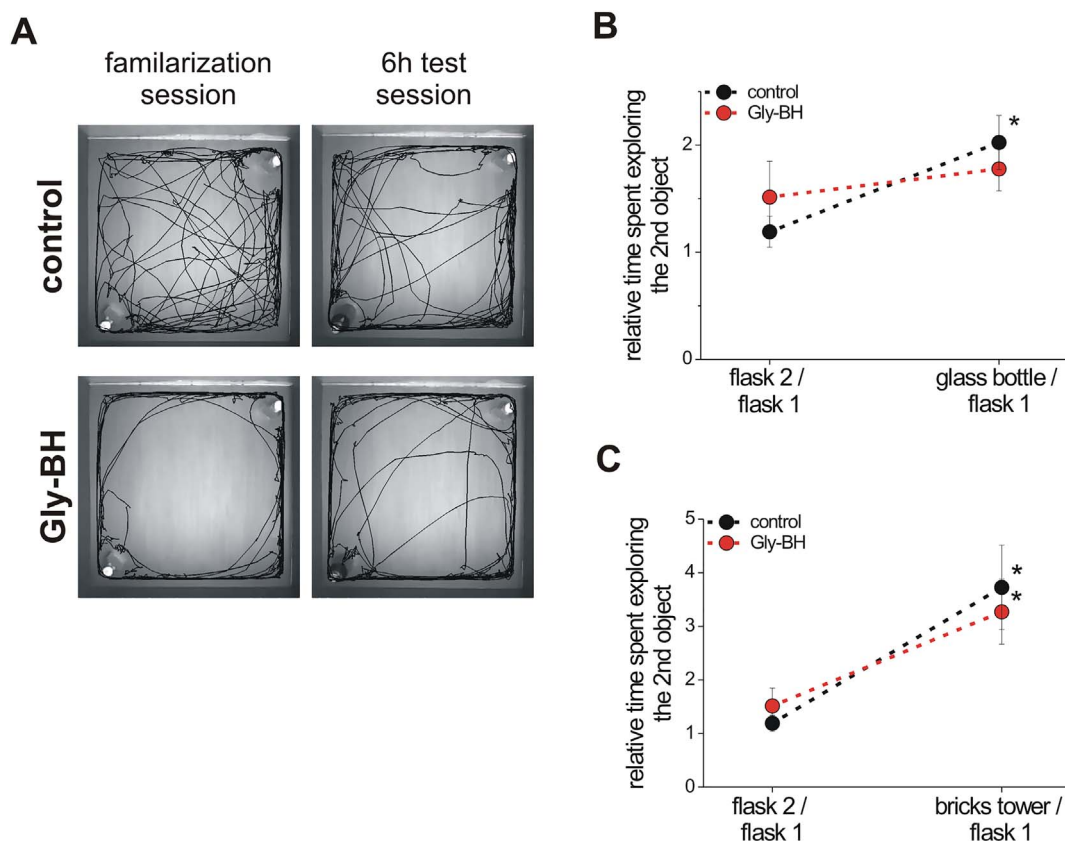 A
familarization
session
6h test
session
control
Gly-BH
B
control
Gly-BH
*
relative time spent exploring
the 2nd object
2
1
0
flask 2 /
flask 1
glass bottle /
flask 1
C
control
Gly-BH
*
*
relative time spent exploring
the 2nd object
5
4
3
2
1
0
flask 2 /
flask 1
bricks tower /
flask 1